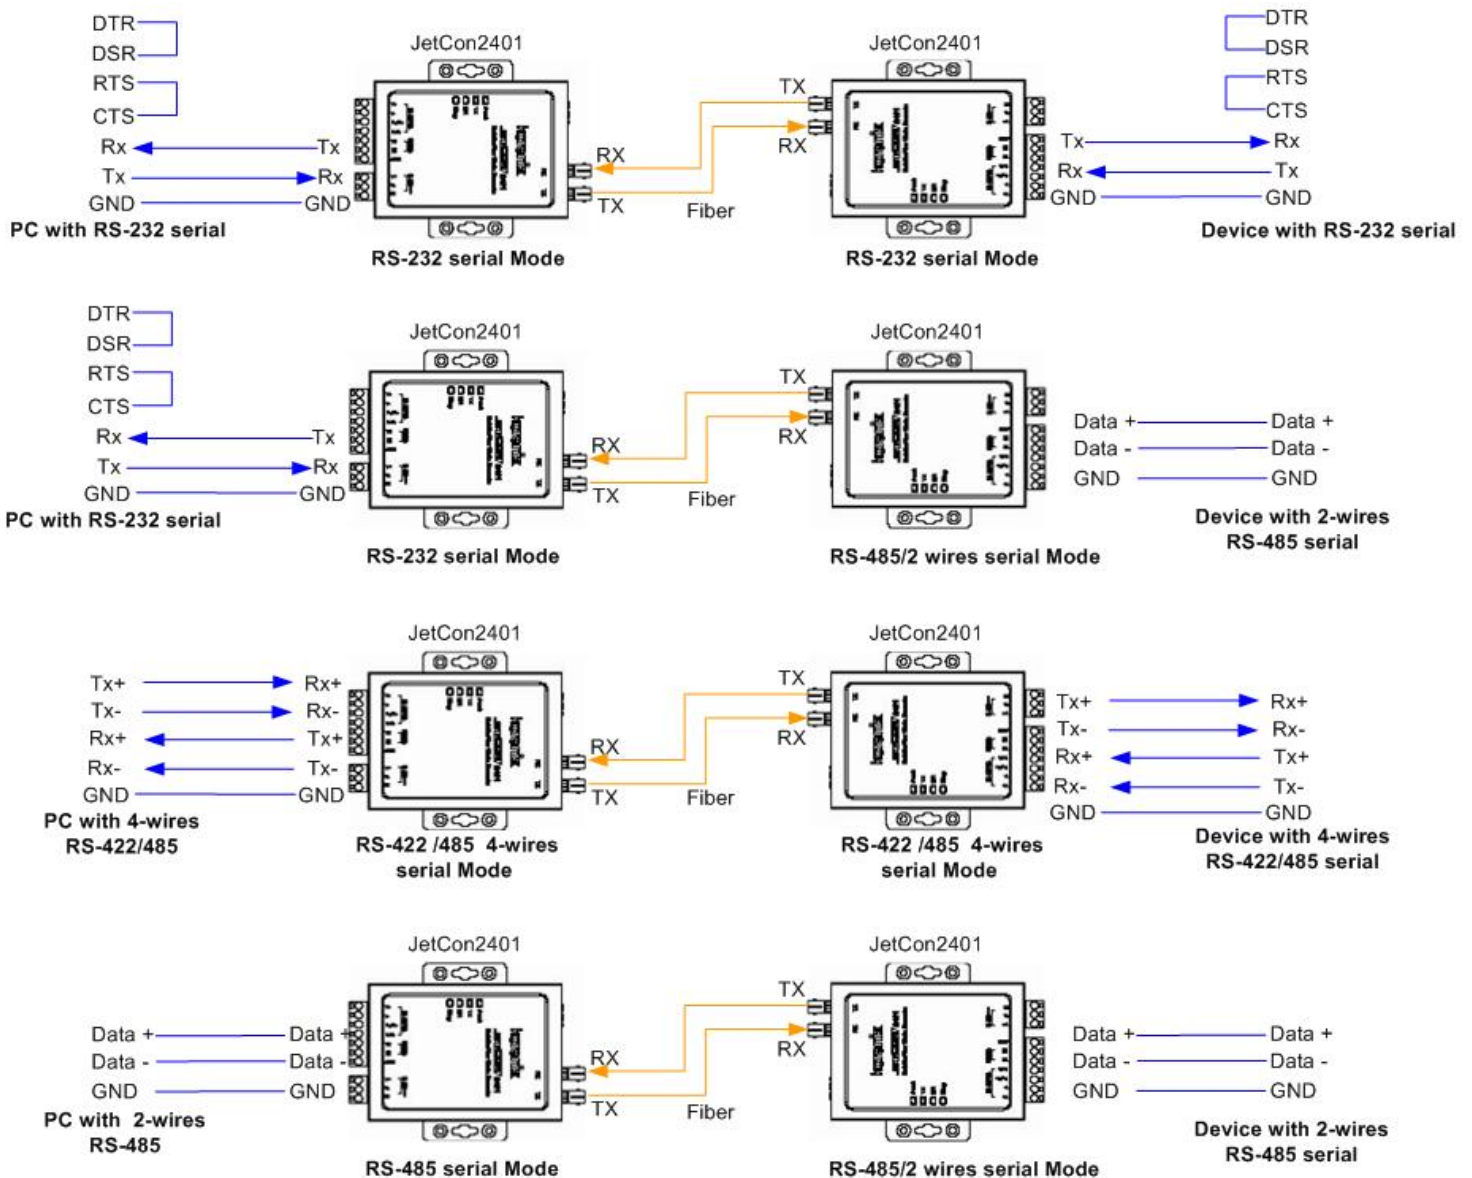 DTR
DSR
RTS
CTS
Rx
Tx
Tx
Rx
GND
GND
PC with RS-232 serial
JetCon2401
RX
TX
RS-232 serial Mode
Fiber
JetCon2401
TX
RX
RS-232 serial Mode
DTR
DSR
RTS
CTS
Tx
Rx
Rx
Tx
GND
GND
Device with RS-232 serial
DTR
DSR
RTS
CTS
Rx
Tx
Tx
Rx
GND
GND
PC with RS-232 serial
JetCon2401
RX
TX
RS-232 serial Mode
Fiber
JetCon2401
TX
RX
RS-485/2 wires serial Mode
Data +
Data +
Data -
Data -
GND
GND
Device with 2-wires
RS-485 serial
Tx+
Rx+
Tx-
Rx-
Rx+
Tx+
Rx-
Tx-
GND
GND
PC with 4-wires
RS-422/485
JetCon2401
RX
TX
RS-422 /485 4-wires
serial Mode
Fiber
JetCon2401
TX
RX
RS-422 /485 4-wires
serial Mode
Tx+
Rx+
Tx-
Rx-
Rx+
Tx+
Rx-
Tx-
GND
GND
Device with 4-wires
RS-422/485 serial
Data +
Data +
Data -
Data -
GND
GND
PC with 2-wires
RS-485
JetCon2401
RX
TX
RS-485 serial Mode
Fiber
JetCon2401
TX
RX
RS-485/2 wires serial Mode
Data +
Data +
Data -
Data -
GND
GND
Device with 2-wires
RS-485 serial